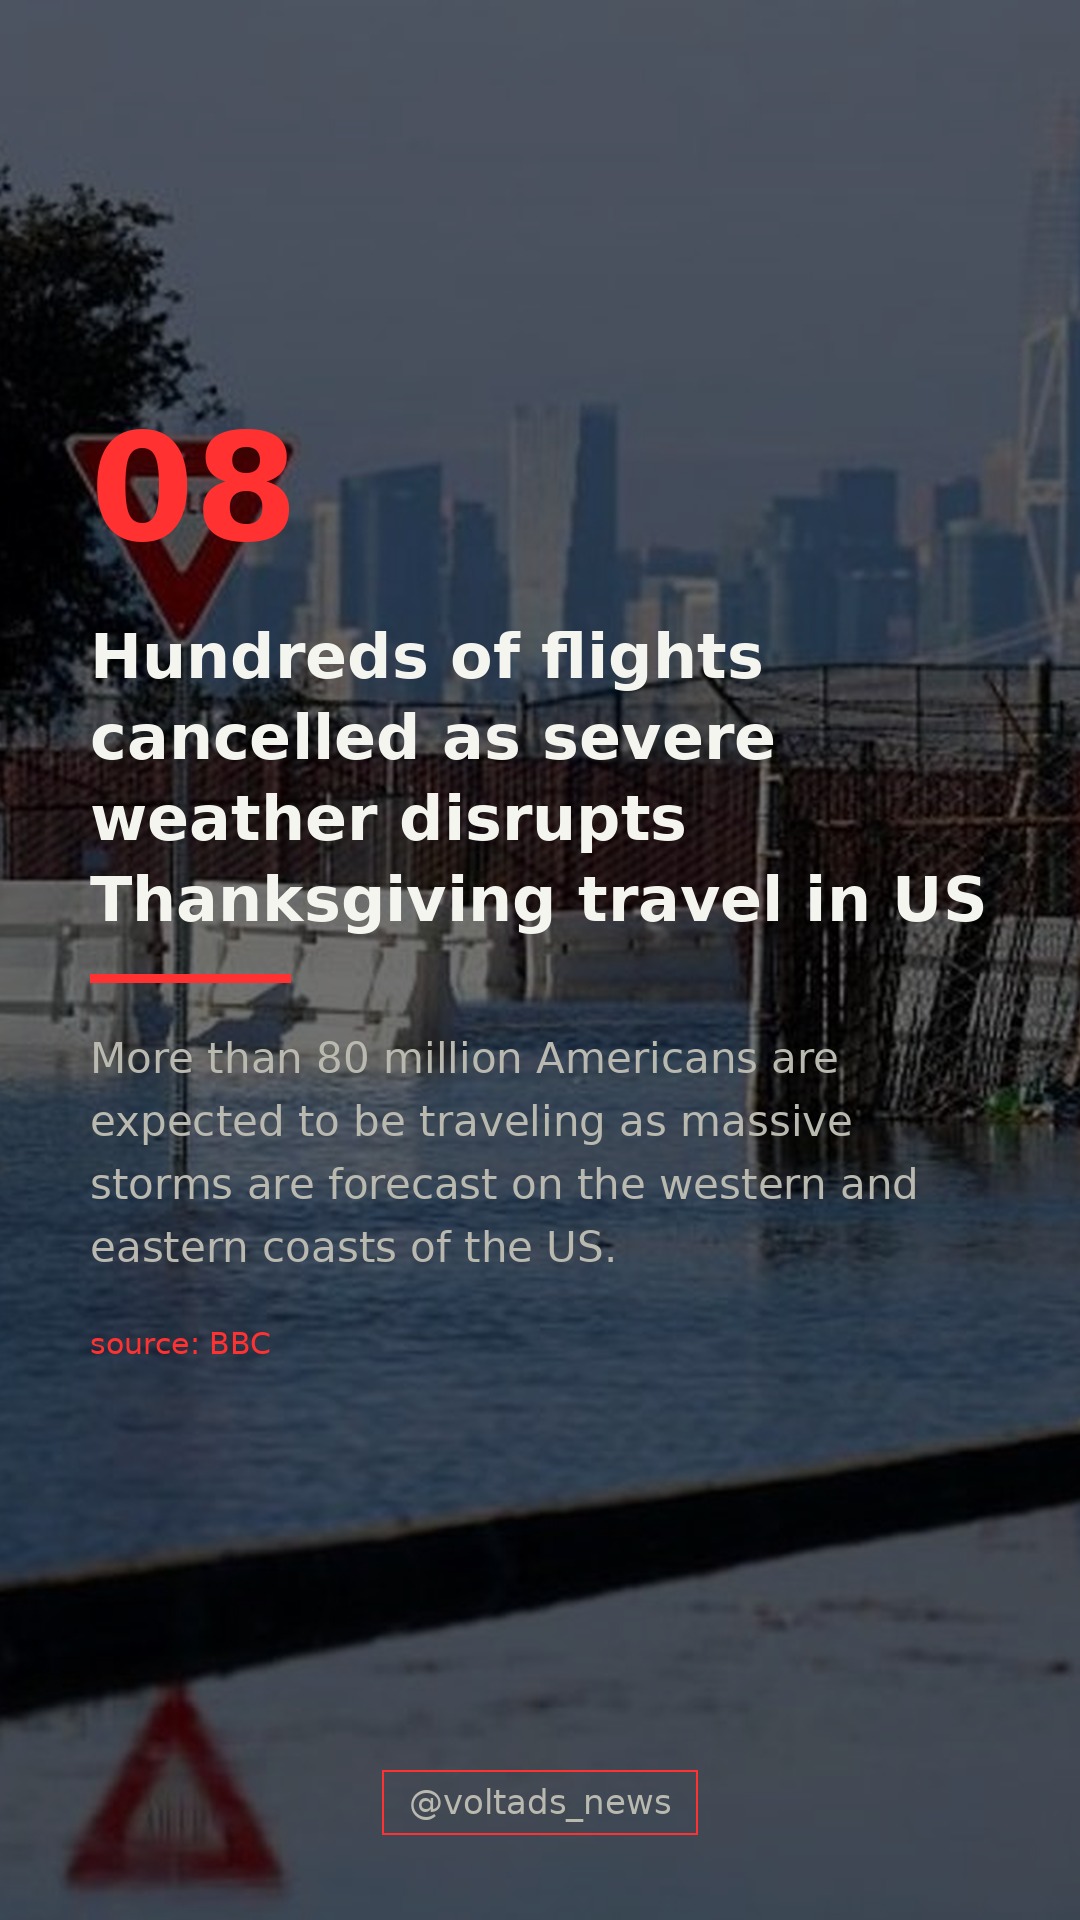 08
Hundreds of flights
cancelled as severe
weather disrupts
Thanksgiving travel in US
More than 80 million Americans are
expected to be traveling as massive
storms are forecast on the western and
eastern coasts of the US.
source: BBC
@voltads_news